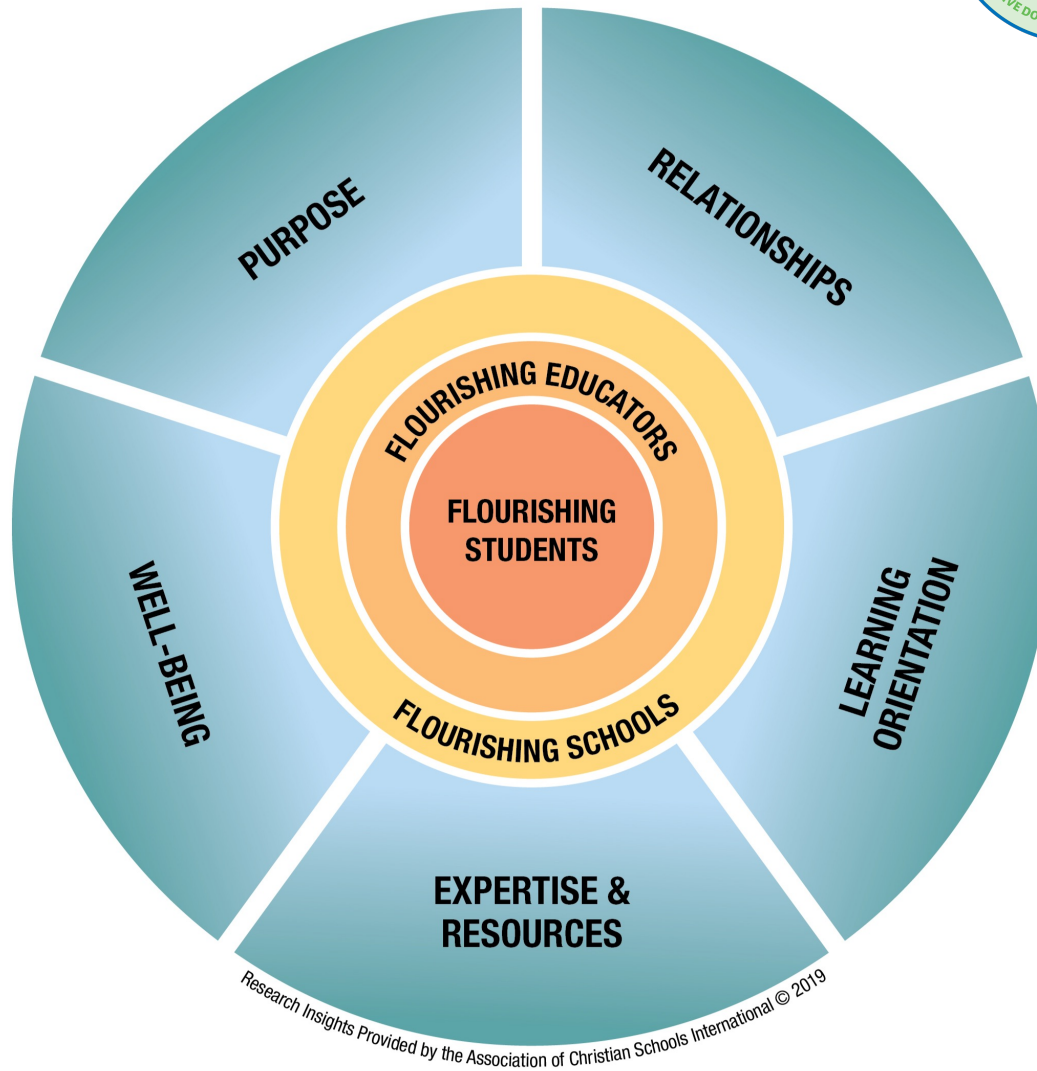 PURPOSE
RELATIONSHIPS
FLOURISHING EDUCATORS
FLOURISHING
STUDENTS
FLOURISHING SCHOOLS
WELL-BEING
LEARNING
ORIENTATION
EXPERTISE &
RESOURCES
Research Insights Provided by the Association of Christian Schools International © 2019